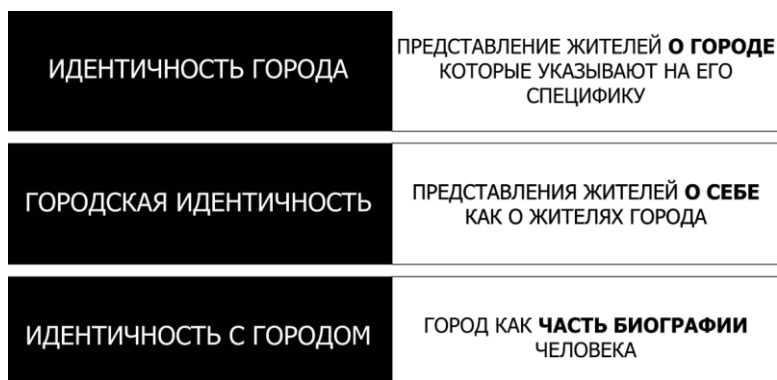 ИДЕНТИЧНОСТЬ ГОРОДА
ПРЕДСТАВЛЕНИЕ ЖИТЕЛЕЙ О ГОРОДЕ
КОТОРЫЕ УКАЗЫВАЮТ НА ЕГО
СПЕЦИФИКУ
ГОРОДСКАЯ ИДЕНТИЧНОСТЬ
ПРЕДСТАВЛЕНИЯ ЖИТЕЛЕЙ О СЕБЕ
КАК О ЖИТЕЛЯХ ГОРОДА
ИДЕНТИЧНОСТЬ С ГОРОДОМ
ГОРОД КАК ЧАСТЬ БИОГРАФИИ
ЧЕЛОВЕКА